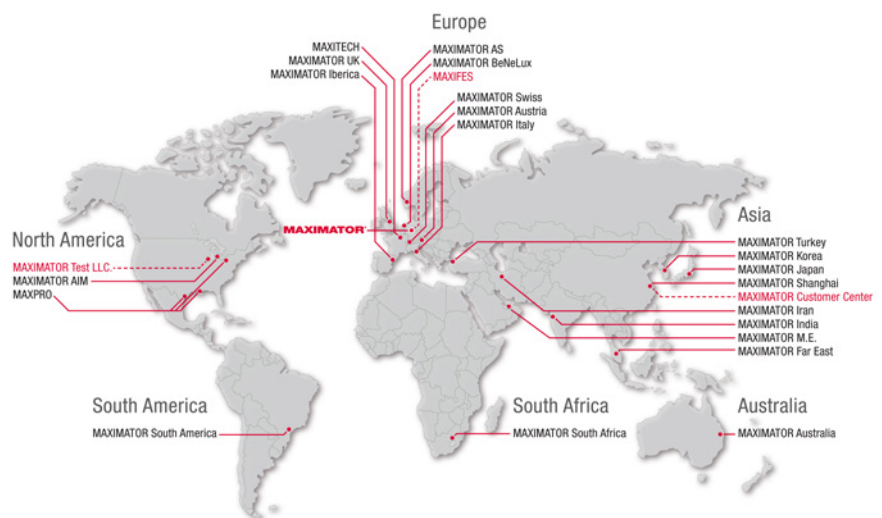 Europe
MAXITECH
MAXIMATOR UK
MAXIMATOR Iberica
MAXIMATOR AS
MAXIMATOR BeNeLux
MAXIFES
MAXIMATOR Swiss
MAXIMATOR Austria
MAXIMATOR Italy
MAXIMATOR
North America
MAXIMATOR Test LLC.
MAXIMATOR AIM
MAXPRO
Asia
MAXIMATOR Turkey
MAXIMATOR Korea
MAXIMATOR Japan
MAXIMATOR Shanghai
MAXIMATOR Customer Center
MAXIMATOR Iran
MAXIMATOR India
MAXIMATOR M.E.
MAXIMATOR Far East
South America
MAXIMATOR South America
South Africa
MAXIMATOR South Africa
Australia
MAXIMATOR Australia